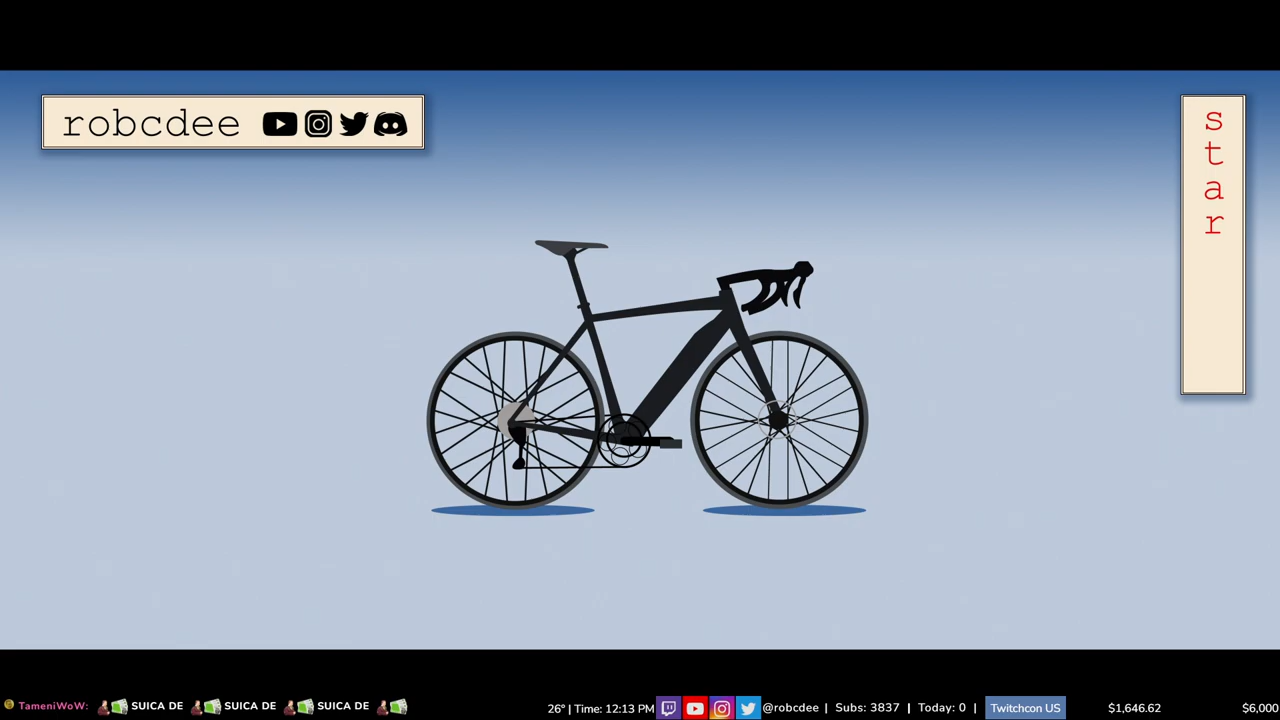 robcdee
s
t
a
r
TameniWoW: SUICA DE SUICA DE SUICA DE
26° | Time: 12:13 PM @robcdee | Subs: 3837 | Today: 0 | Twitchcon US $1,646.62 $6,000